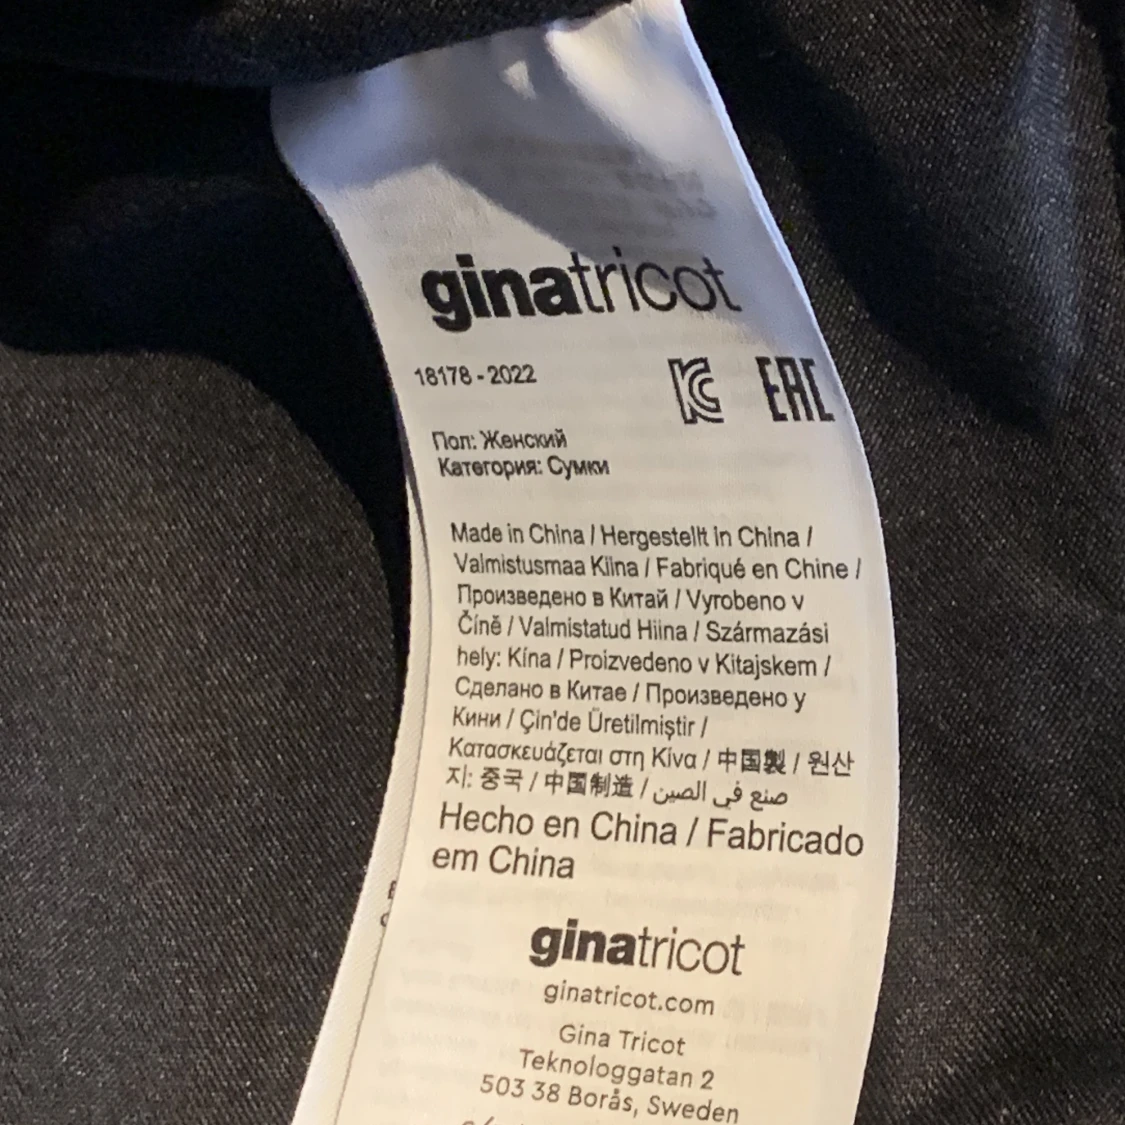 ginatricot
18178 - 2022
EAC
Пол: Женский
Категория: Сумки
Made in China / Hergestellt in China /
Valmistusmaa Kiina / Fabriqué en Chine /
Произведено в Китай / Vyrobeno v
Číně / Valmistatud Hiina / Származási
hely: Kína / Proizvedeno v Kitajskem /
Сделано в Китае / Произведено у
Кини / Çin'de Üretilmiştir /
Κατασκευάζεται στη Κίνα / 中国製 / 원산
지: 중국 / 中国制造 / صنع في الصين
Hecho en China / Fabricado
em China
ginatricot
ginatricot.com
Gina Tricot
Teknologgatan 2
503 38 Borås, Sweden